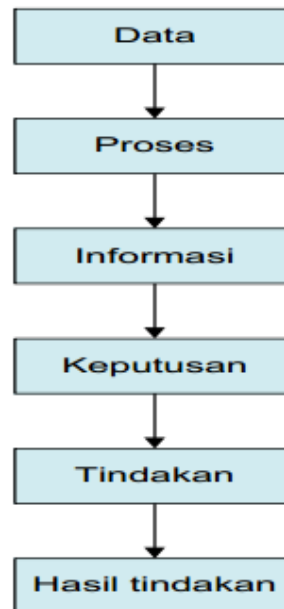 Data
Proses
Informasi
Keputusan
Tindakan
Hasil tindakan